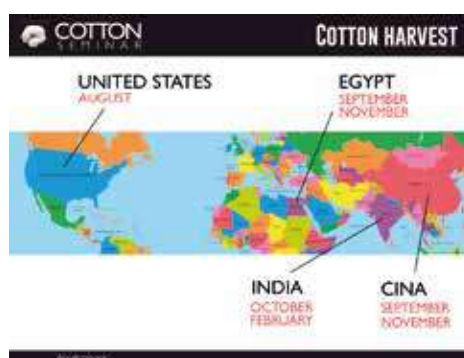 COTTON
SEMINAR
COTTON HARVEST
UNITED STATES
AUGUST
EGYPT
SEPTEMBER
NOVEMBER
INDIA
OCTOBER
FEBRUARY
CINA
SEPTEMBER
NOVEMBER